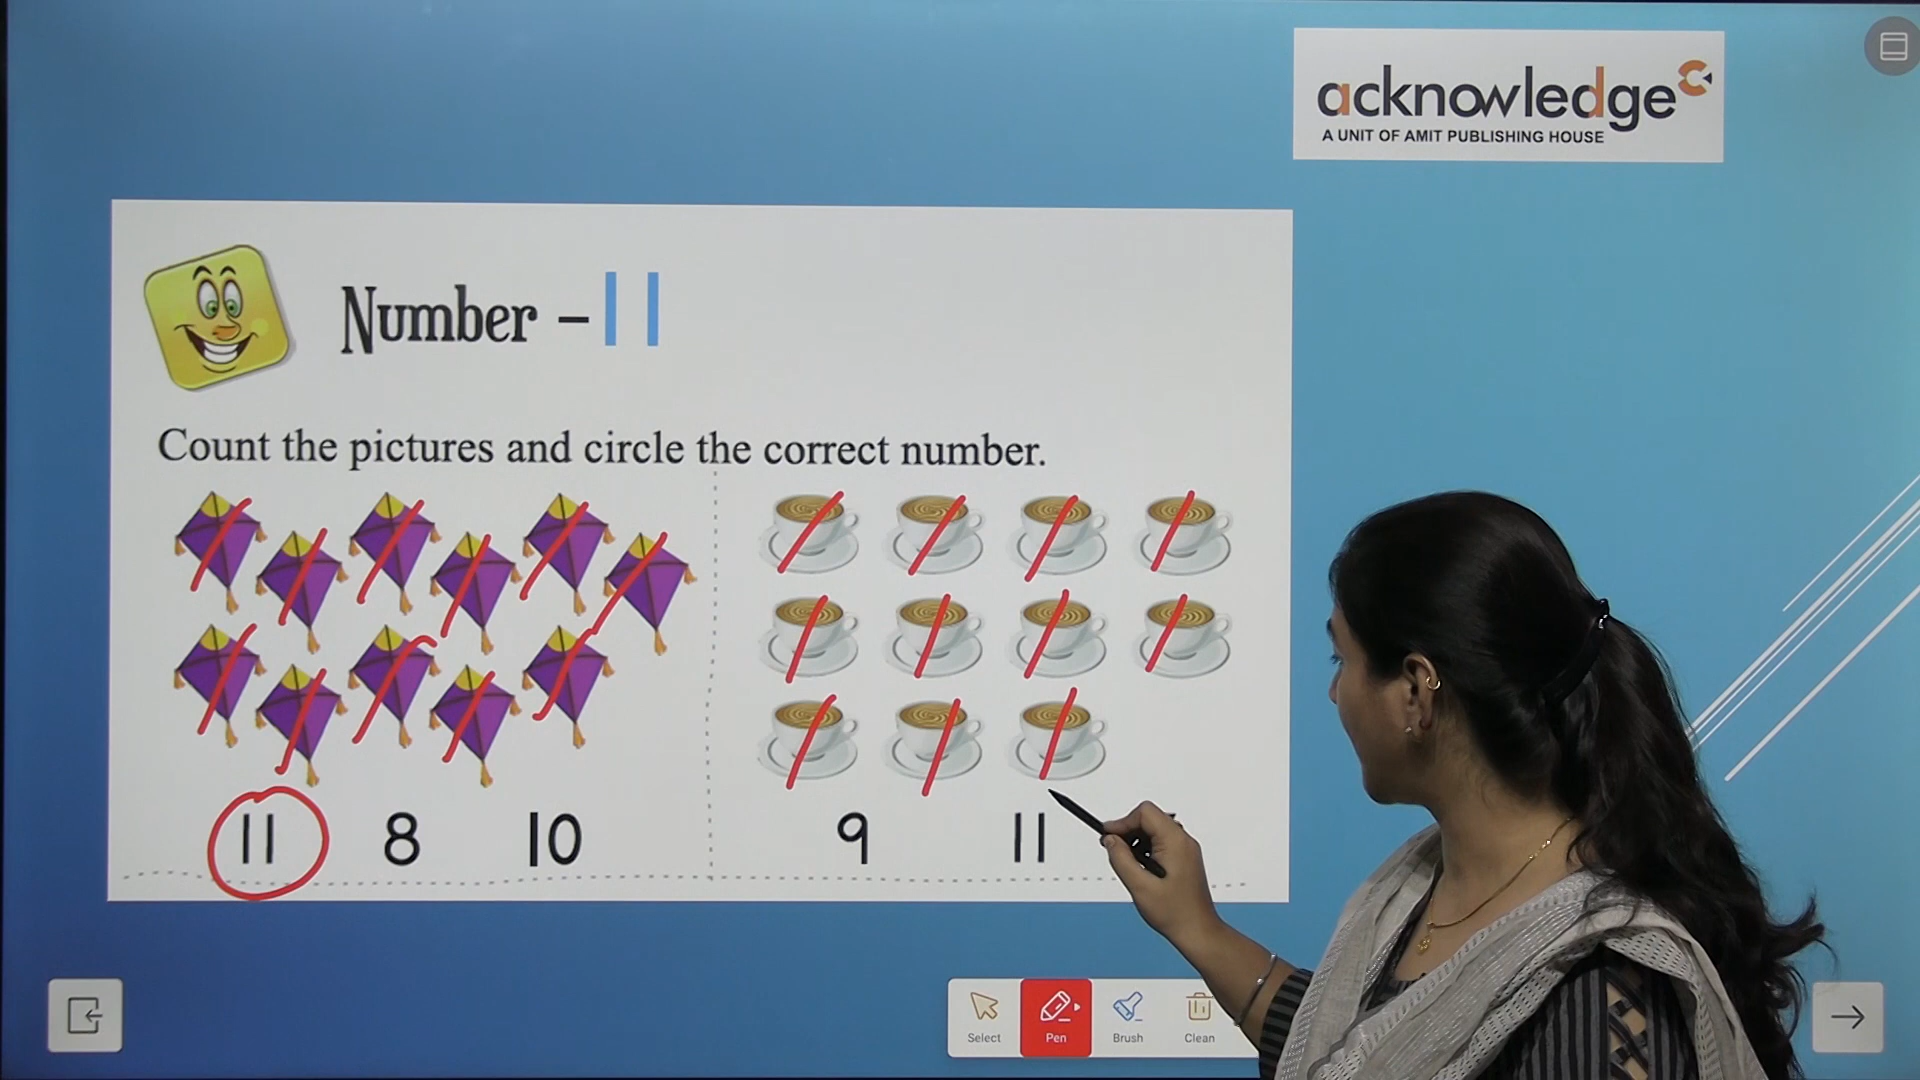 acknowledge
A UNIT OF AMIT PUBLISHING HOUSE
Number - 11
Count the pictures and circle the correct number.
11 8 10
9 11
Select Pen Brush Clean